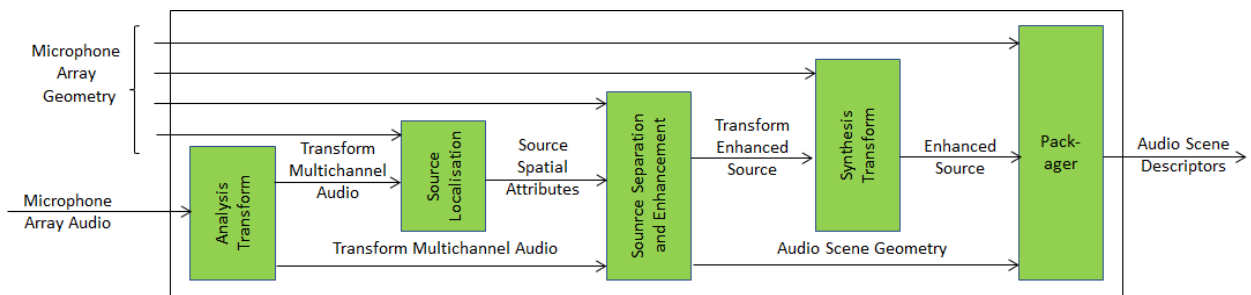 Microphone
Array
Geometry
Microphone
Array Audio
Analysis
Transform
Transform
Multichannel
Audio
Source
Localisation
Source
Spatial
Attributes
Transform Multichannel Audio
Sounrce Separation
and Enhancement
Transform
Enhanced
Source
Synthesis
Transform
Enhanced
Source
Audio Scene Geometry
Pack-
ager
Audio Scene
Descriptors